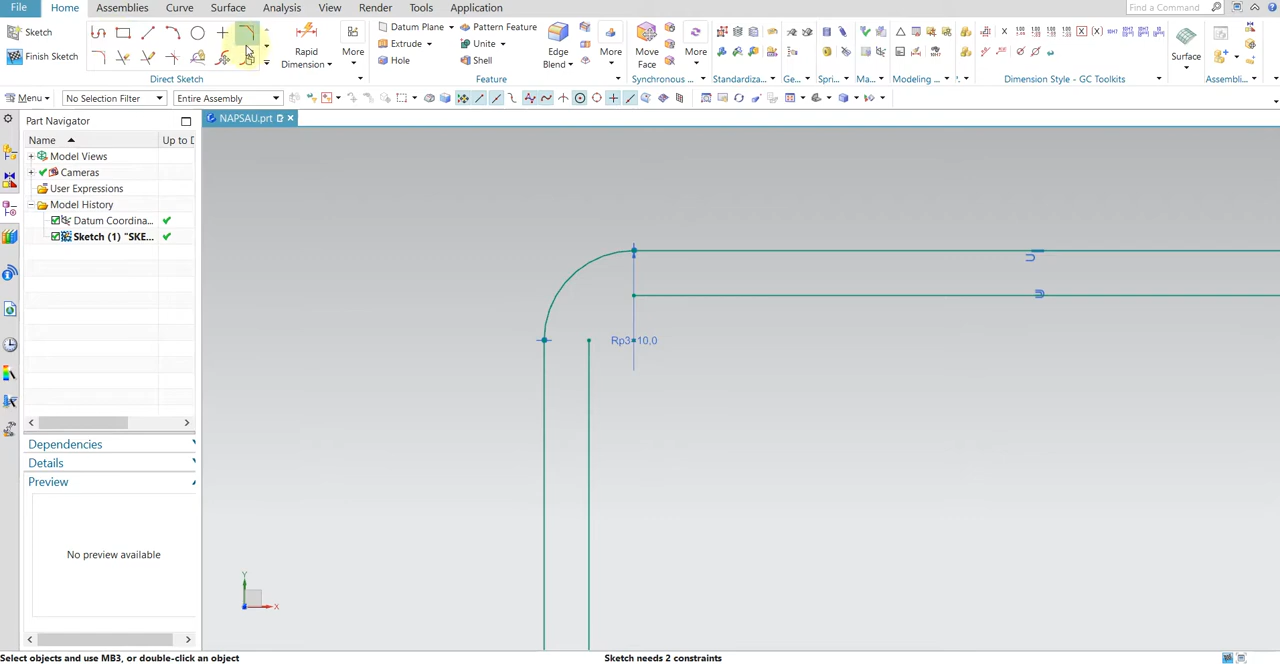 File Home Assemblies Curve Surface Analysis View Render Tools Application Find a Command
Sketch
Finish Sketch
Direct Sketch
Rapid
Dimension
More
Datum Plane
Extrude
Hole
Pattern Feature
Unite
Shell
Edge
Blend
More
Feature
Move
Face
More
Synchronous ...
Standardiza...
Ge...
Spri...
Ma...
Modeling ...
Dimension Style - GC Toolkits
Surface
Assembli...
Menu
No Selection Filter
Entire Assembly
Part Navigator
NAPSAU.prt
Name
Up to D
Model Views
Cameras
User Expressions
Model History
Datum Coordina...
Sketch (1) "SKE...
Dependencies
Details
Preview
No preview available
Rp3 10,0
Y
X
Select objects and use MB3, or double-click an object
Sketch needs 2 constraints